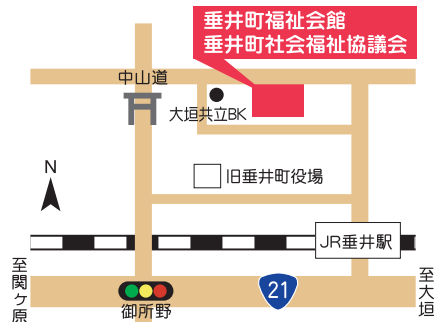 垂井町福祉会館
垂井町社会福祉協議会
中山道
大垣共立BK
N
旧垂井町役場
JR垂井駅
至関ヶ原
至大垣
21
御所野